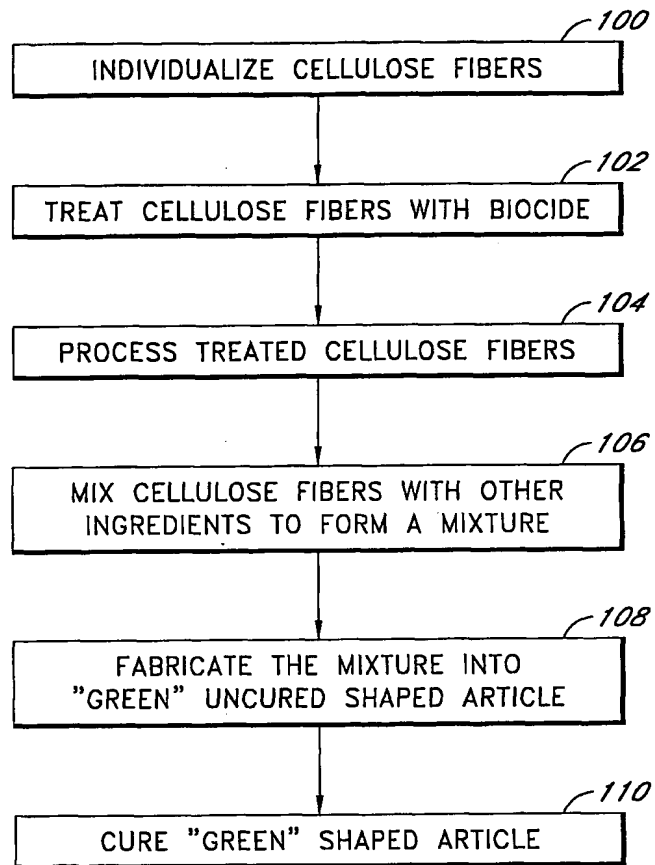 100
INDIVIDUALIZE CELLULOSE FIBERS
102
TREAT CELLULOSE FIBERS WITH BIOCIDE
104
PROCESS TREATED CELLULOSE FIBERS
106
MIX CELLULOSE FIBERS WITH OTHER
INGREDIENTS TO FORM A MIXTURE
108
FABRICATE THE MIXTURE INTO
"GREEN" UNCURED SHAPED ARTICLE
110
CURE "GREEN" SHAPED ARTICLE